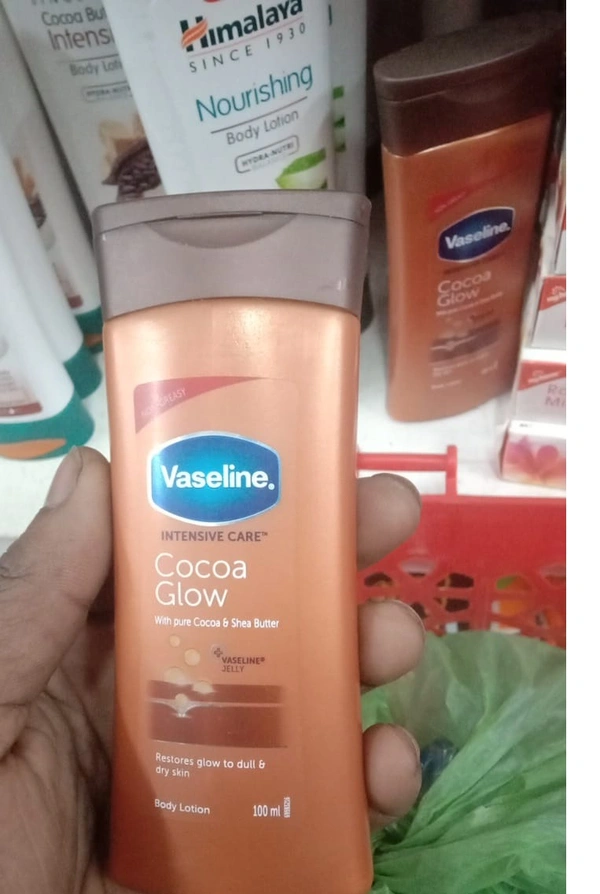 Cocoa
Intensi
Body Lot
Himalaya
SINCE 1930
Nourishing
Body Lotion
HYDRA-NUTRI
Vaseline.
Cocoa
Glow
NON-GREASY
Vaseline.
INTENSIVE CARE™
Cocoa
Glow
With pure Cocoa & Shea Butter
VASELINE®
JELLY
Restores glow to dull &
dry skin
Body Lotion
100 ml